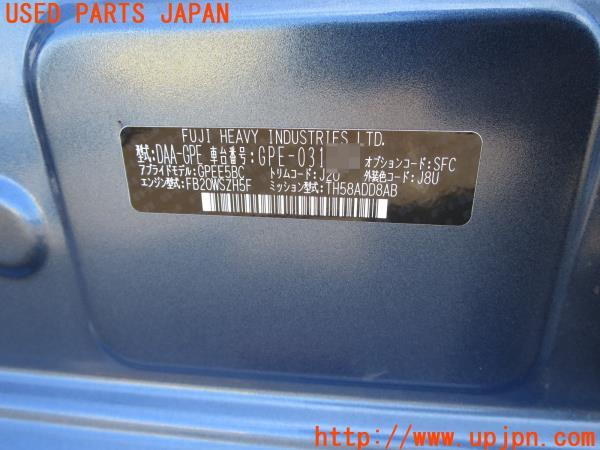 USED PARTS JAPAN
FUJI HEAVY INDUSTRIES LTD.
型式:DAA-GPE 車台番号:GPE-031 オプションコード:SFC
アプライドモデル:GPEE5BC トリムコード:J20 外装色コード:J8U
エンジン型式:FB20WSZH5F ミッション型式:TH58ADD8AB
UsedPartsJapan
http://www.upjpn.com